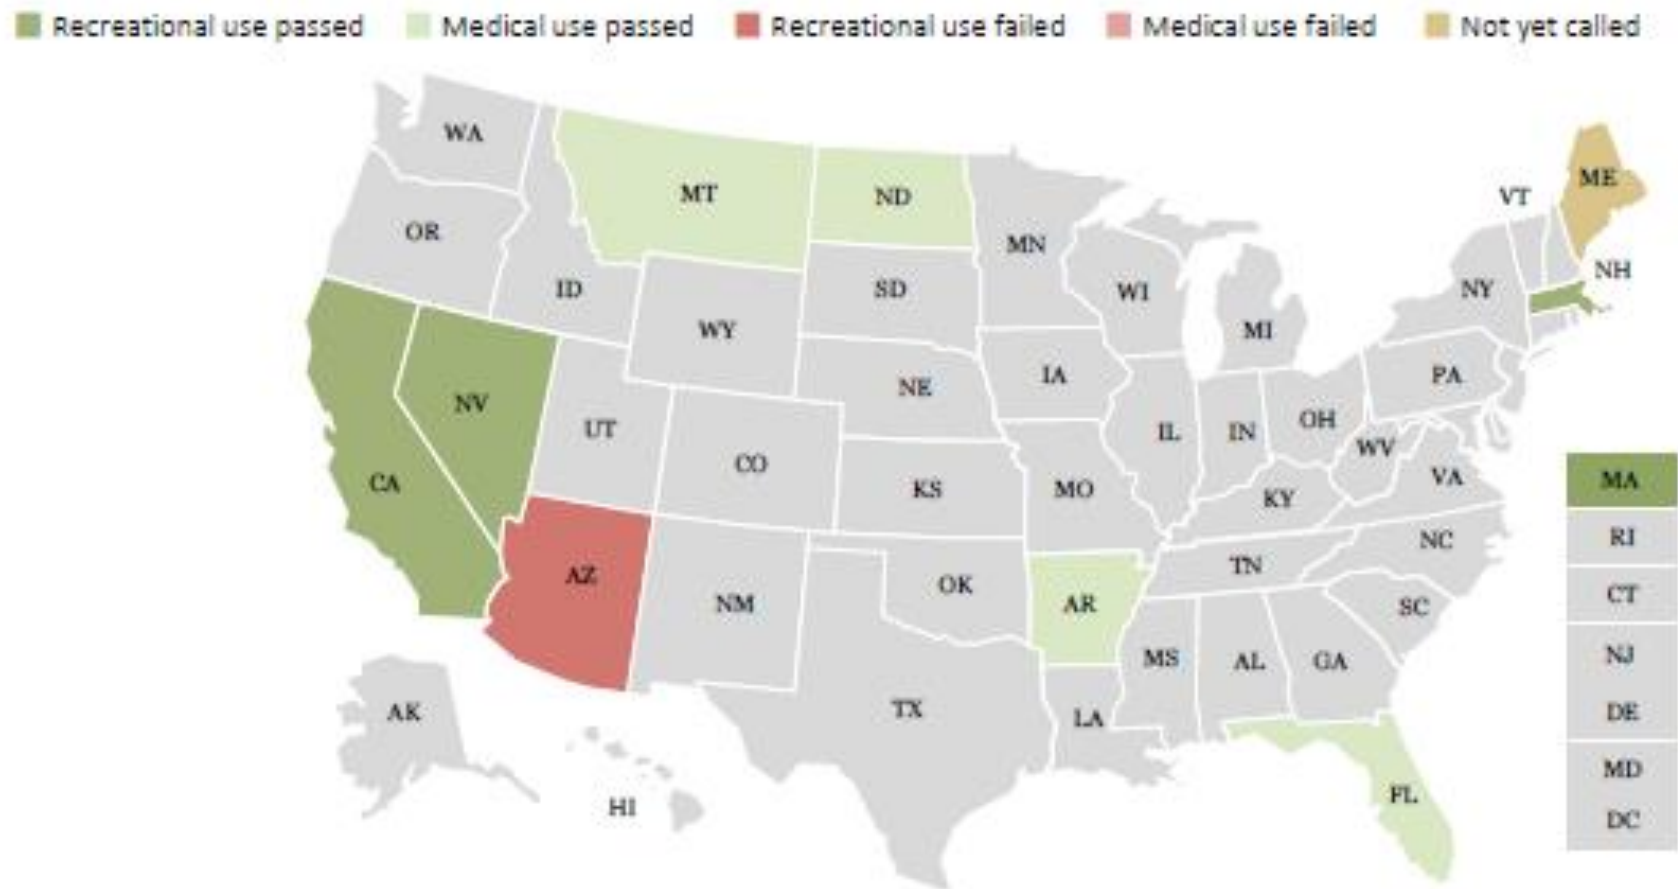 Recreational use passed Medical use passed Recreational use failed Medical use failed Not yet called
WA
MT
ND
ME
VT
OR
MN
NH
ID
SD
WI
NY
WY
MI
IA
PA
NE
NV
UT
OH
IL
IN
WV
CO
CA
KS
MO
VA
MA
KY
NC
RI
AZ
TN
OK
CT
NM
AR
SC
MS
AL
GA
NJ
AK
TX
LA
DE
MD
FL
HI
DC